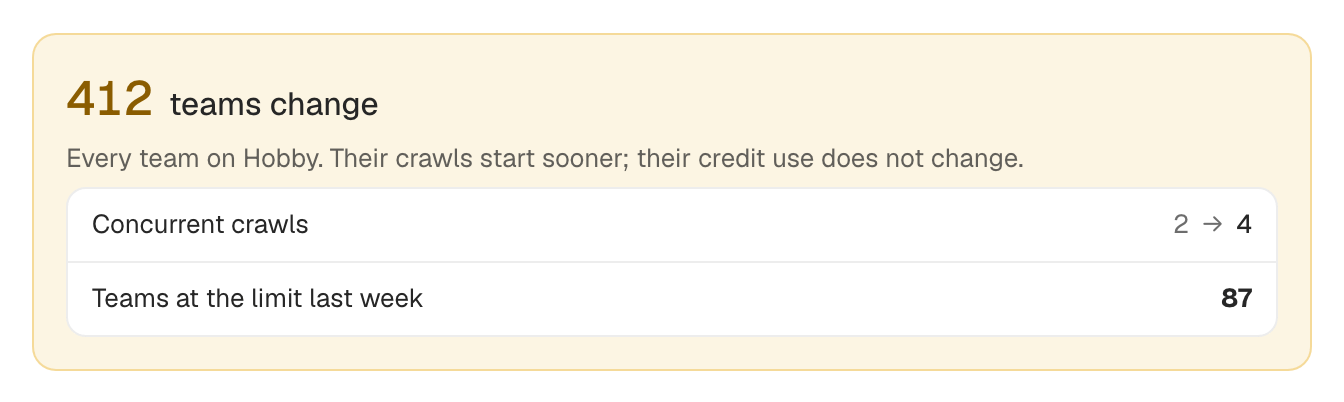 412 teams change
Every team on Hobby. Their crawls start sooner; their credit use does not change.
Concurrent crawls 2 → 4
Teams at the limit last week 87